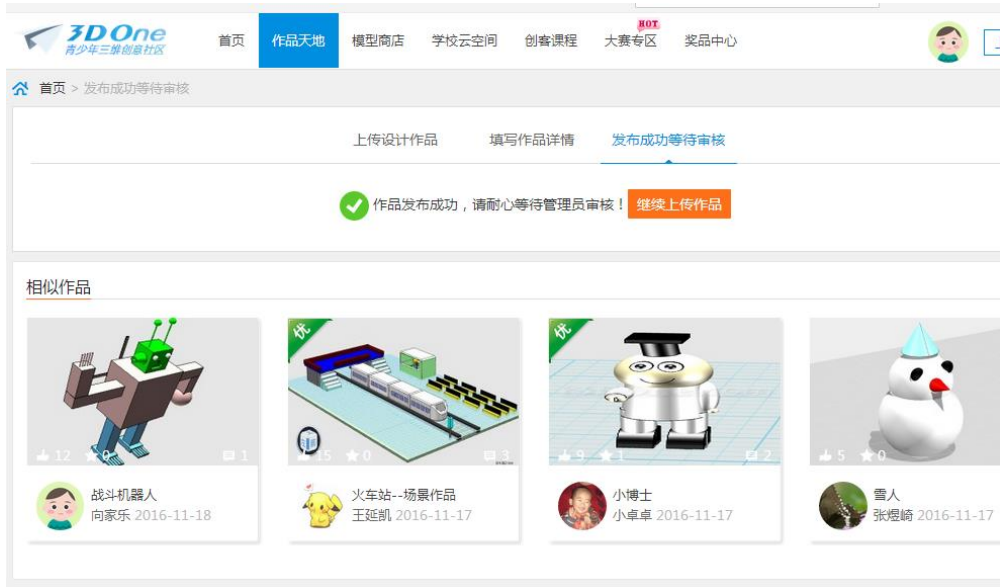 3D One
青少年三维创意社区
首页 作品天地 模型商店 学校云空间 创客课程 大赛专区 HOT 奖品中心
首页 > 发布成功等待审核
上传设计作品 填写作品详情 发布成功等待审核
作品发布成功，请耐心等待管理员审核！ 继续上传作品
相似作品
优 优
12 0 1 15 0 3 9 1 2 5 0
战斗机器人 火车站--场景作品 小博士 雪人
向家乐 2016-11-18 王延凯 2016-11-17 小卓卓 2016-11-17 张煜崎 2016-11-17